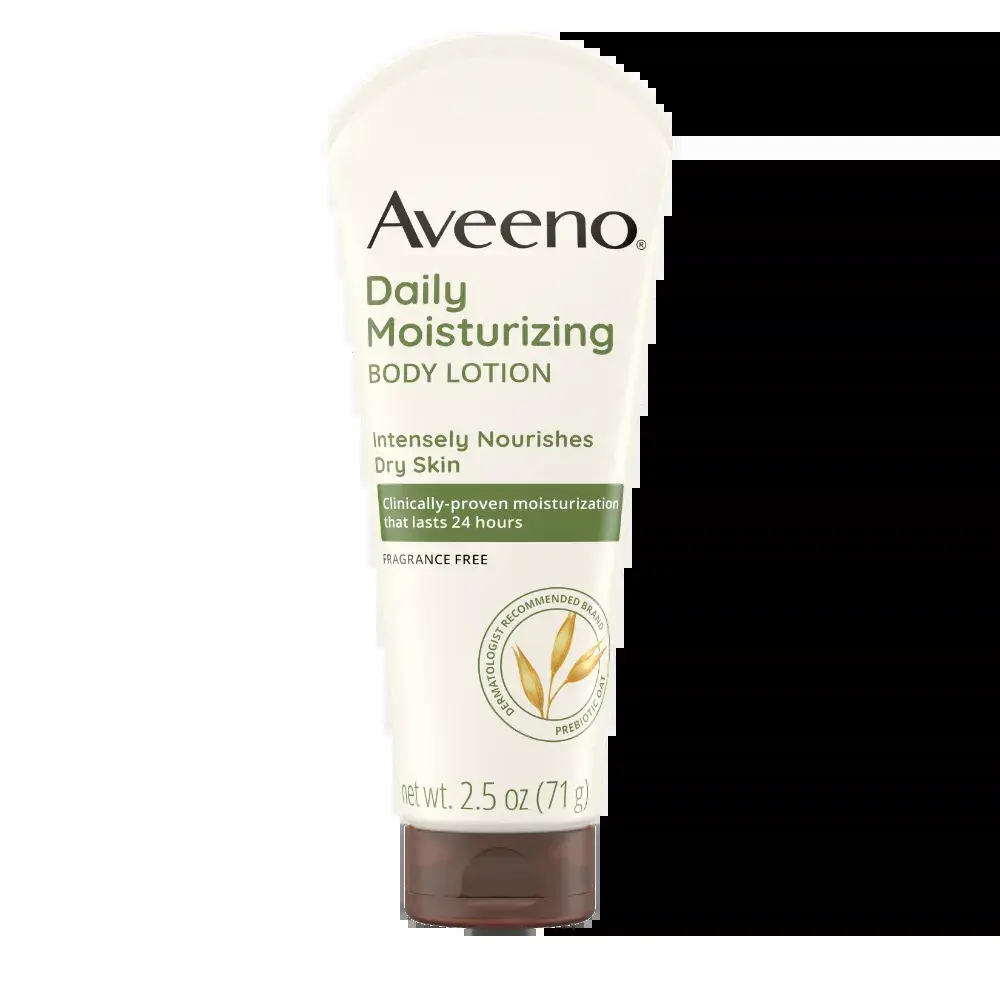 Aveeno®
Daily
Moisturizing
BODY LOTION
Intensely Nourishes
Dry Skin
Clinically-proven moisturization
that lasts 24 hours
FRAGRANCE FREE
DERMATOLOGIST RECOMMENDED BRAND
PREBIOTIC OAT
net wt. 2.5 oz (71 g)